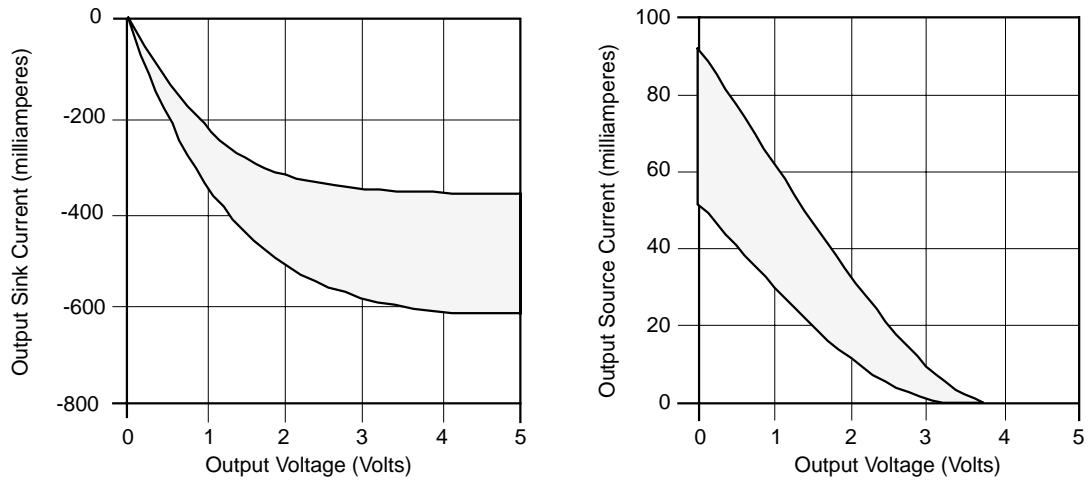 Output Sink Current (milliamperes)
0
-200
-400
-600
-800
0 1 2 3 4 5
Output Voltage (Volts)
Output Source Current (milliamperes)
100
80
60
40
20
0
0 1 2 3 4 5
Output Voltage (Volts)